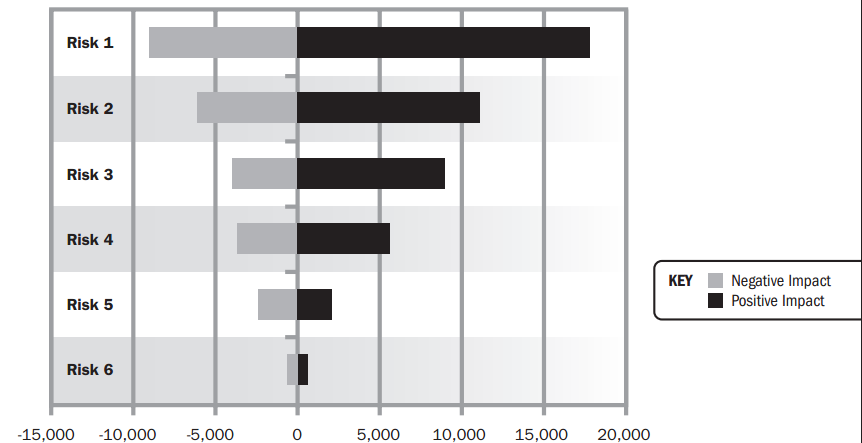 Risk 1
Risk 2
Risk 3
Risk 4
KEY Negative Impact
Positive Impact
Risk 5
Risk 6
-15,000 -10,000 -5,000 0 5,000 10,000 15,000 20,000